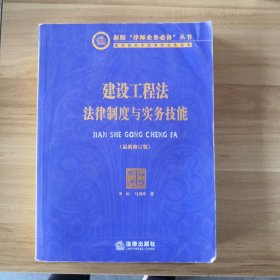 新版“律师业务必备”丛书
建设工程法
法律制度与实务技能
JIAN SHE GONG CHENG FA
（最新修订版）
著
法律出版社